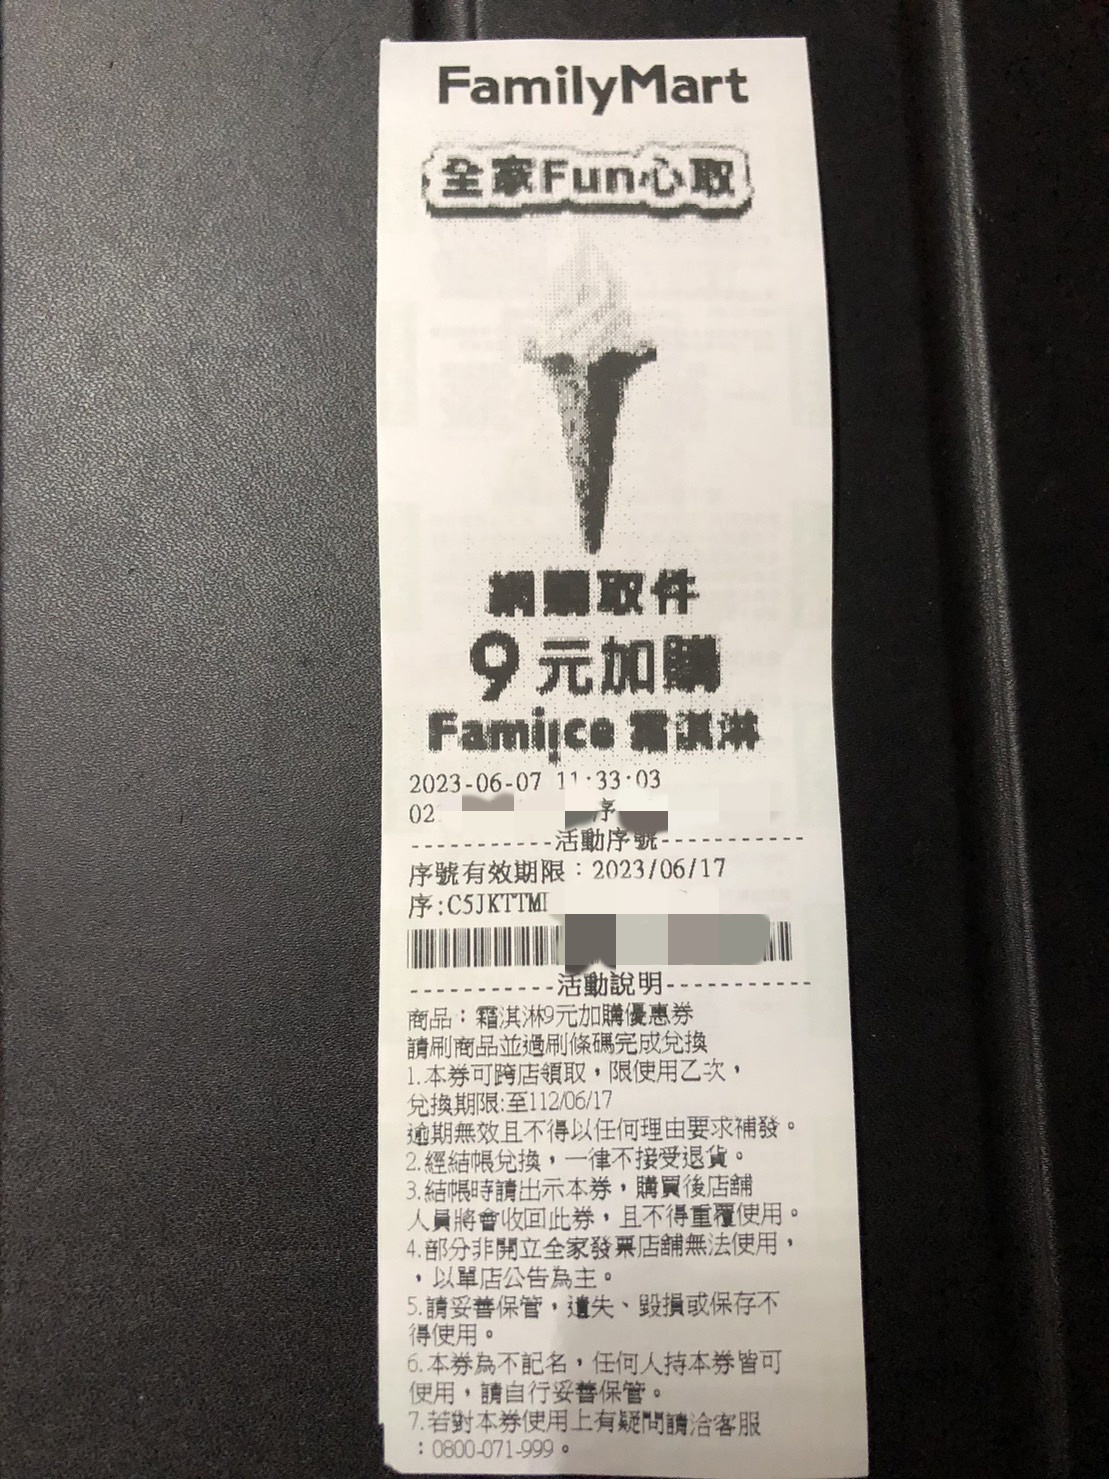 FamilyMart
全家Fun心取
網購取件
9元加購
Fami!ce 霜淇淋
2023-06-07 11:33:03
02 序
-----------活動序號-----------
序號有效期限：2023/06/17
序:C5JKTTM
-----------活動說明-----------
商品：霜淇淋9元加購優惠券
請刷商品並過刷條碼完成兌換
1.本券可跨店領取，限使用乙次，
兌換期限:至112/06/17
逾期無效且不得以任何理由要求補發。
2.經結帳兌換，一律不接受退貨。
3.結帳時請出示本券，購買後店舖
人員將會收回此券，且不得重覆使用。
4.部分非開立全家發票店舖無法使用，
，以單店公告為主。
5.請妥善保管，遺失、毀損或保存不
得使用。
6.本券為不記名，任何人持本券皆可
使用，請自行妥善保管。
7.若對本券使用上有疑問請洽客服
：0800-071-999。